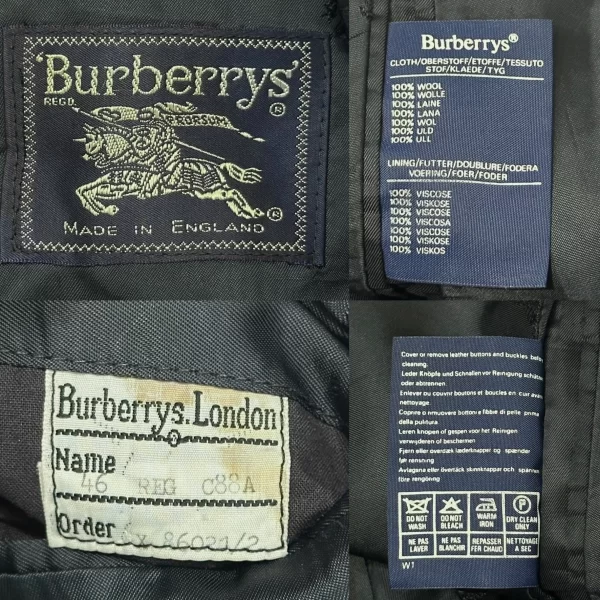 'Burberrys'
REGD.
PRORSUM
®
®
MADE IN ENGLAND
Burberrys®
CLOTH/OBERSTOFF/ETOFFE/TESSUTO
STOF/KLAEDE/TYG
100% WOOL
100% WOLLE
100% LAINE
100% LANA
100% WOL
100% ULD
100% ULL
LINING/FUTTER/DOUBLURE/FODERA
VOERING/FOER/FODER
100% VISCOSE
100% VISKOSE
100% VISCOSE
100% VISCOSA
100% VISCOSE
100% VISKOSE
100% VISKOS
Burberrys.London
Name
46 REG C88A
Order 86021/2
Cover or remove leather buttons and buckles before
cleaning.
Leder Knöpfe und Schnallen vor Reinigung schützen
oder abtrennen.
Enlever ou couvrir boutons et boucles en cuir avant
nettoyage.
Coprire o rimuovere bottoni e fibbie di pelle prima
della pulitura
Leren knopen of gespen voor het Reinigen
verwijderen of beschermen
Fjern eller overdæk læderknapper og spænder
før rensning
Avlägsna eller övertäck skinnknappar och spännen
före rengöring
DO NOT WASH
DO NOT BLEACH
WARM IRON
P
DRY CLEAN ONLY
NE PAS LAVER
NE PAS BLANCHIR
REPASSER FER CHAUD
NETTOYAGE A SEC
W1